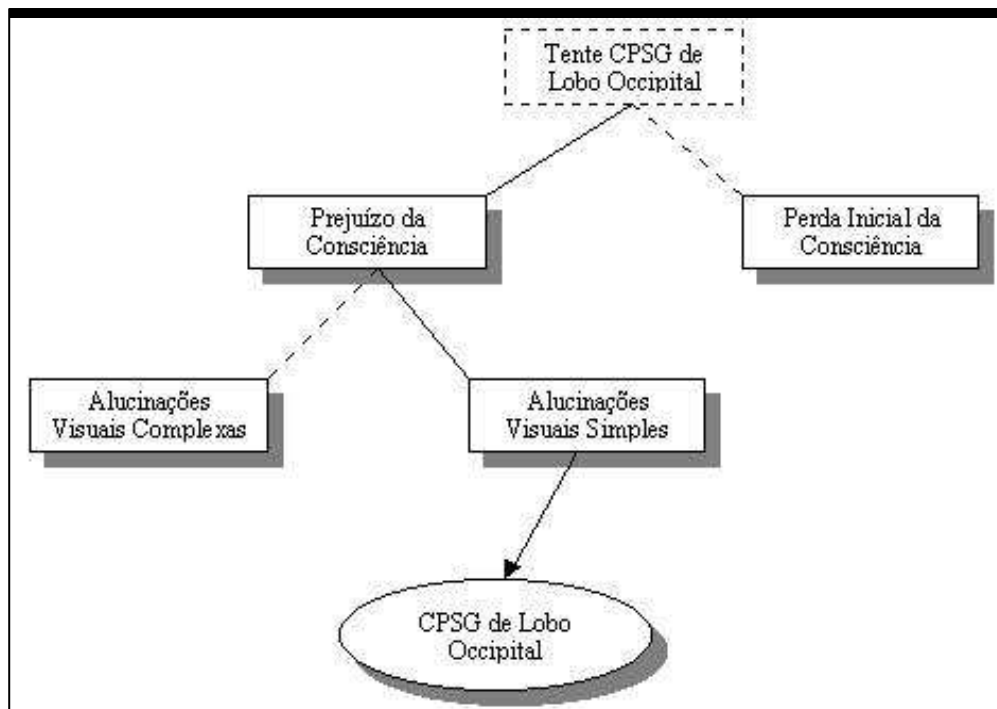 Tente CPSG de
Lobo Occipital
Prejuízo da
Consciência
Perda Inicial da
Consciência
Alucinações
Visuais Complexas
Alucinações
Visuais Simples
CPSG de Lobo
Occipital